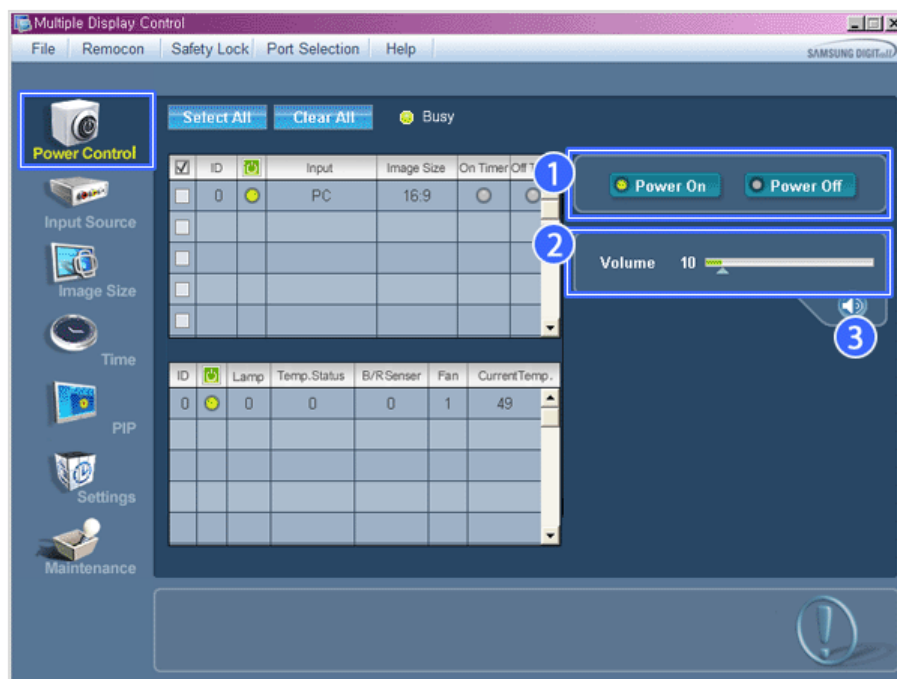 Multiple Display Control
File Remocon Safety Lock Port Selection Help
SAMSUNG DIGITall
Select All Clear All Busy
Power Control
ID Input Image Size On Timer Off T
1
Power On Power Off
0 PC 16:9
Input Source
2
Volume 10
Image Size
3
Time
ID Lamp Temp.Status B/RSenser Fan CurrentTemp.
0 0 0 0 1 49
PIP
Settings
Maintenance